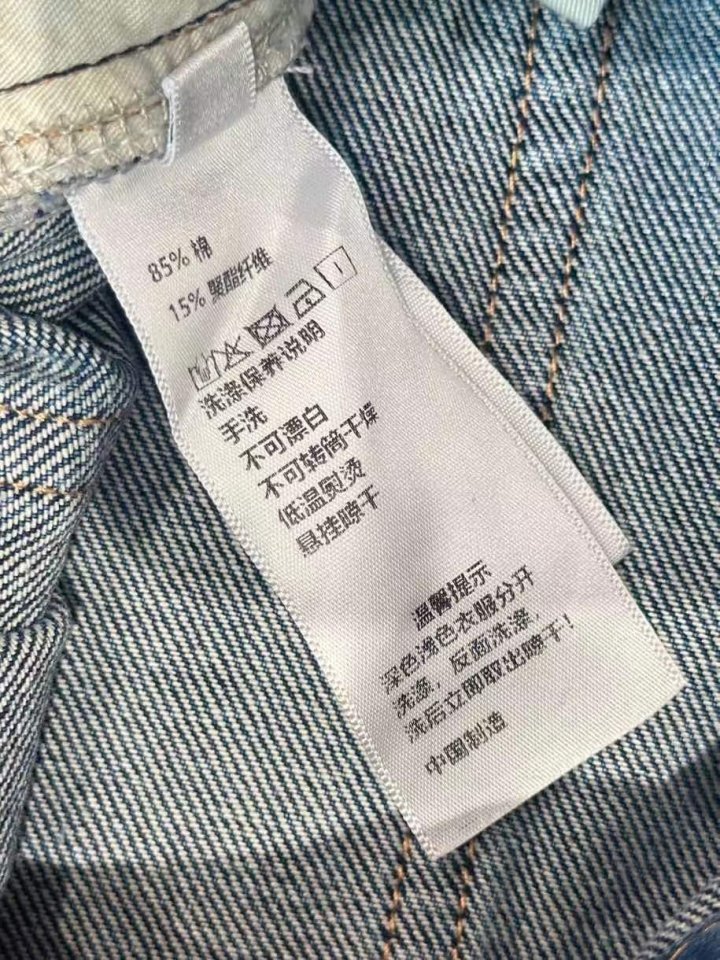 85% 棉
15% 聚酯纤维
洗涤保养说明
手洗
不可漂白
不可转筒干燥
低温熨烫
悬挂晾干
温馨提示
深色浅色衣服分开
洗涤，反面洗涤，
洗后立即取出晾干！
中国制造